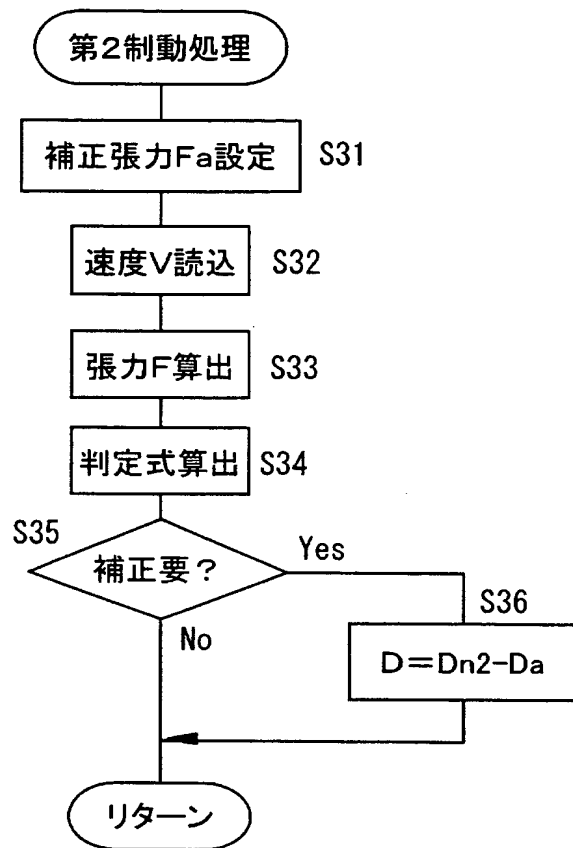 第2制動処理
補正張力Fa設定 S31
速度V読込 S32
張力F算出 S33
判定式算出 S34
S35
補正要? Yes
S36
No
D=Dn2-Da
リターン